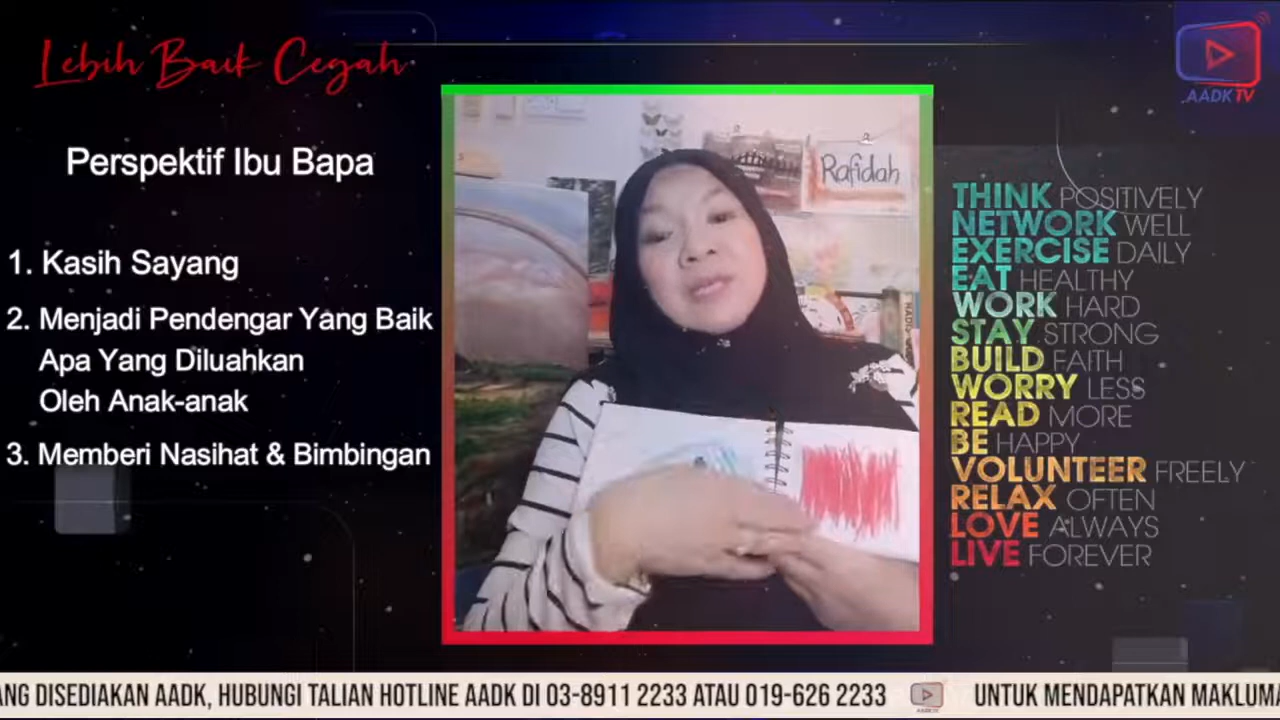 Lebih Baik Cegah
AADK TV
Perspektif Ibu Bapa
1. Kasih Sayang
2. Menjadi Pendengar Yang Baik
Apa Yang Diluahkan
Oleh Anak-anak
3. Memberi Nasihat & Bimbingan
Rafidah
THINK POSITIVELY
NETWORK WELL
EXERCISE DAILY
EAT HEALTHY
WORK HARD
STAY STRONG
BUILD FAITH
WORRY LESS
READ MORE
BE HAPPY
VOLUNTEER FREELY
RELAX OFTEN
LOVE ALWAYS
LIVE FOREVER
ANG DISEDIAKAN AADK, HUBUNGI TALIAN HOTLINE AADK DI 03-8911 2233 ATAU 019-626 2233 AADK TV UNTUK MENDAPATKAN MAKLUMA